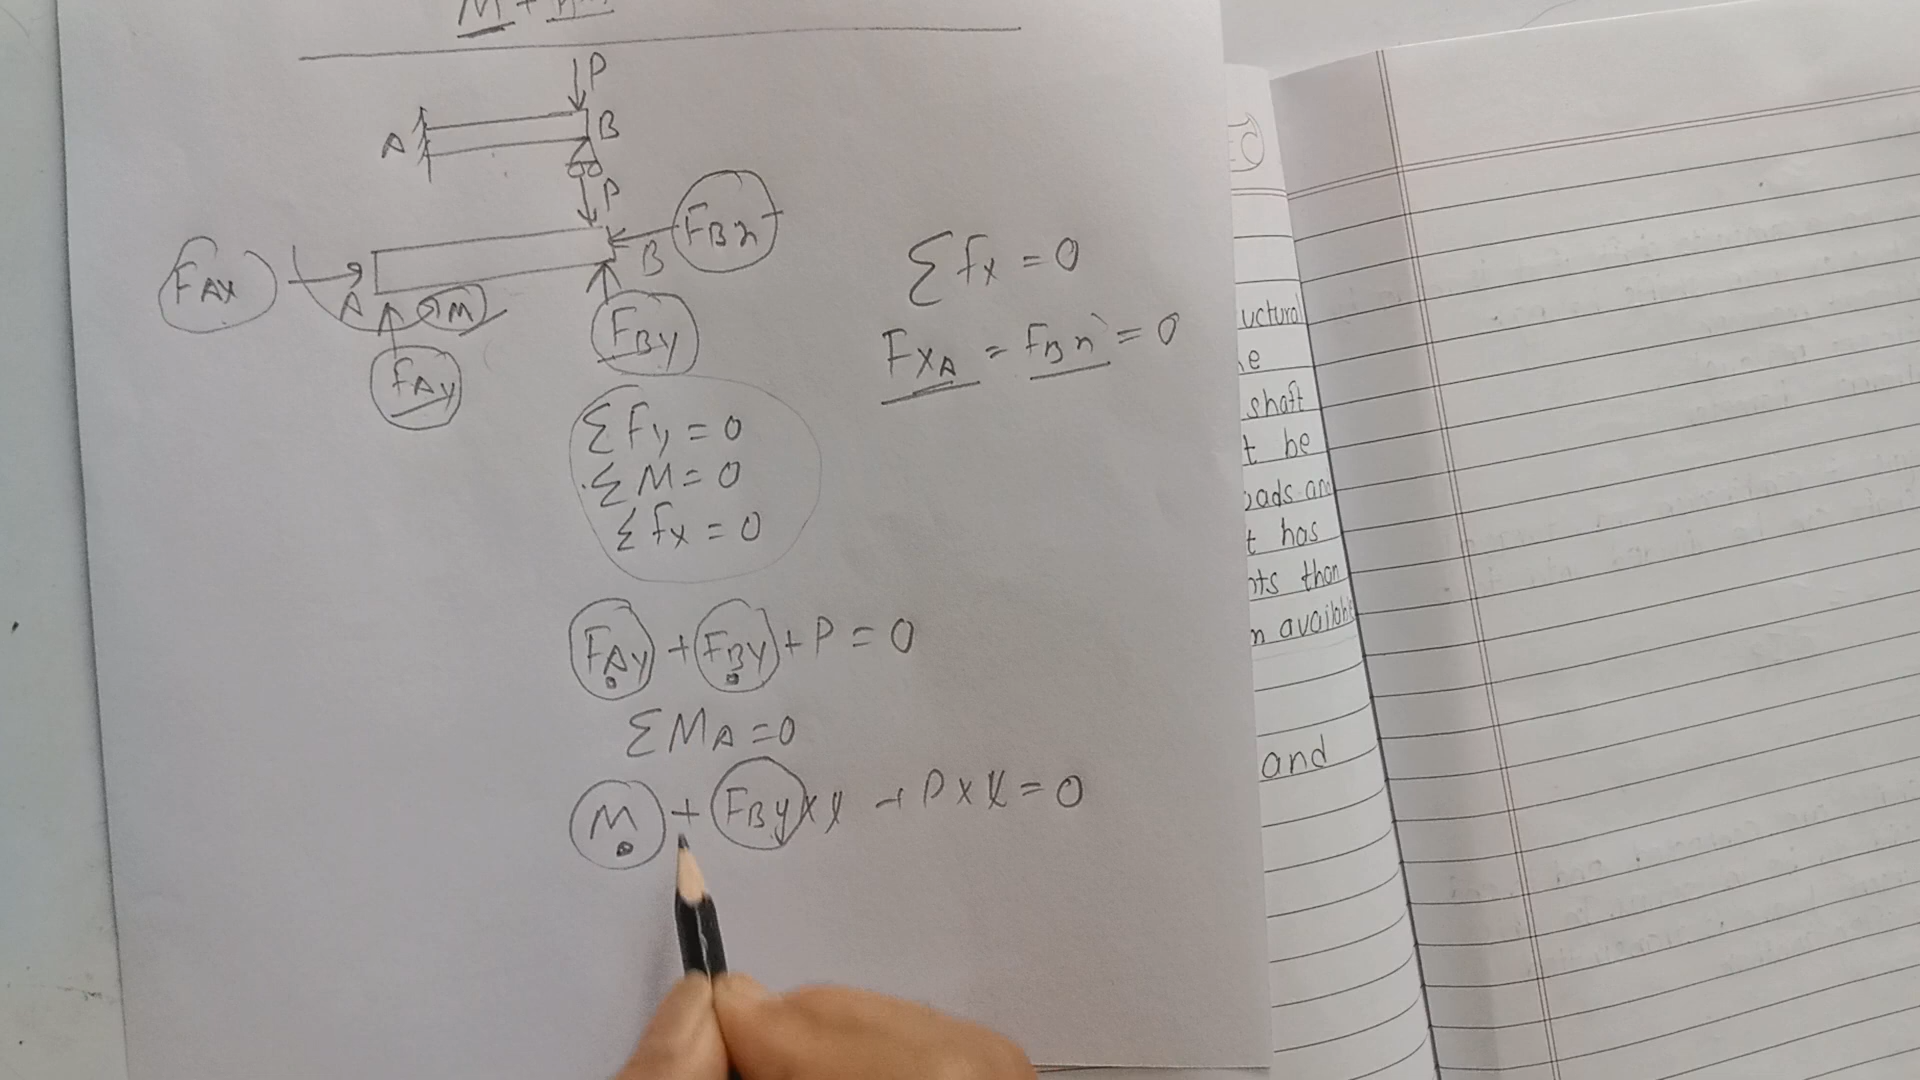 M +
P
A
B
P
FBx
FAx
B
A
M
FAy
FBy
Σfx = 0
FXA = FBx = 0
ΣFy = 0
ΣM = 0
Σfx = 0
FAy + FBy + P = 0
ΣMA = 0
M + FBy x x + P x x = 0
uctural
shaft
t be
oads an
t has
nts than
n availabl
and